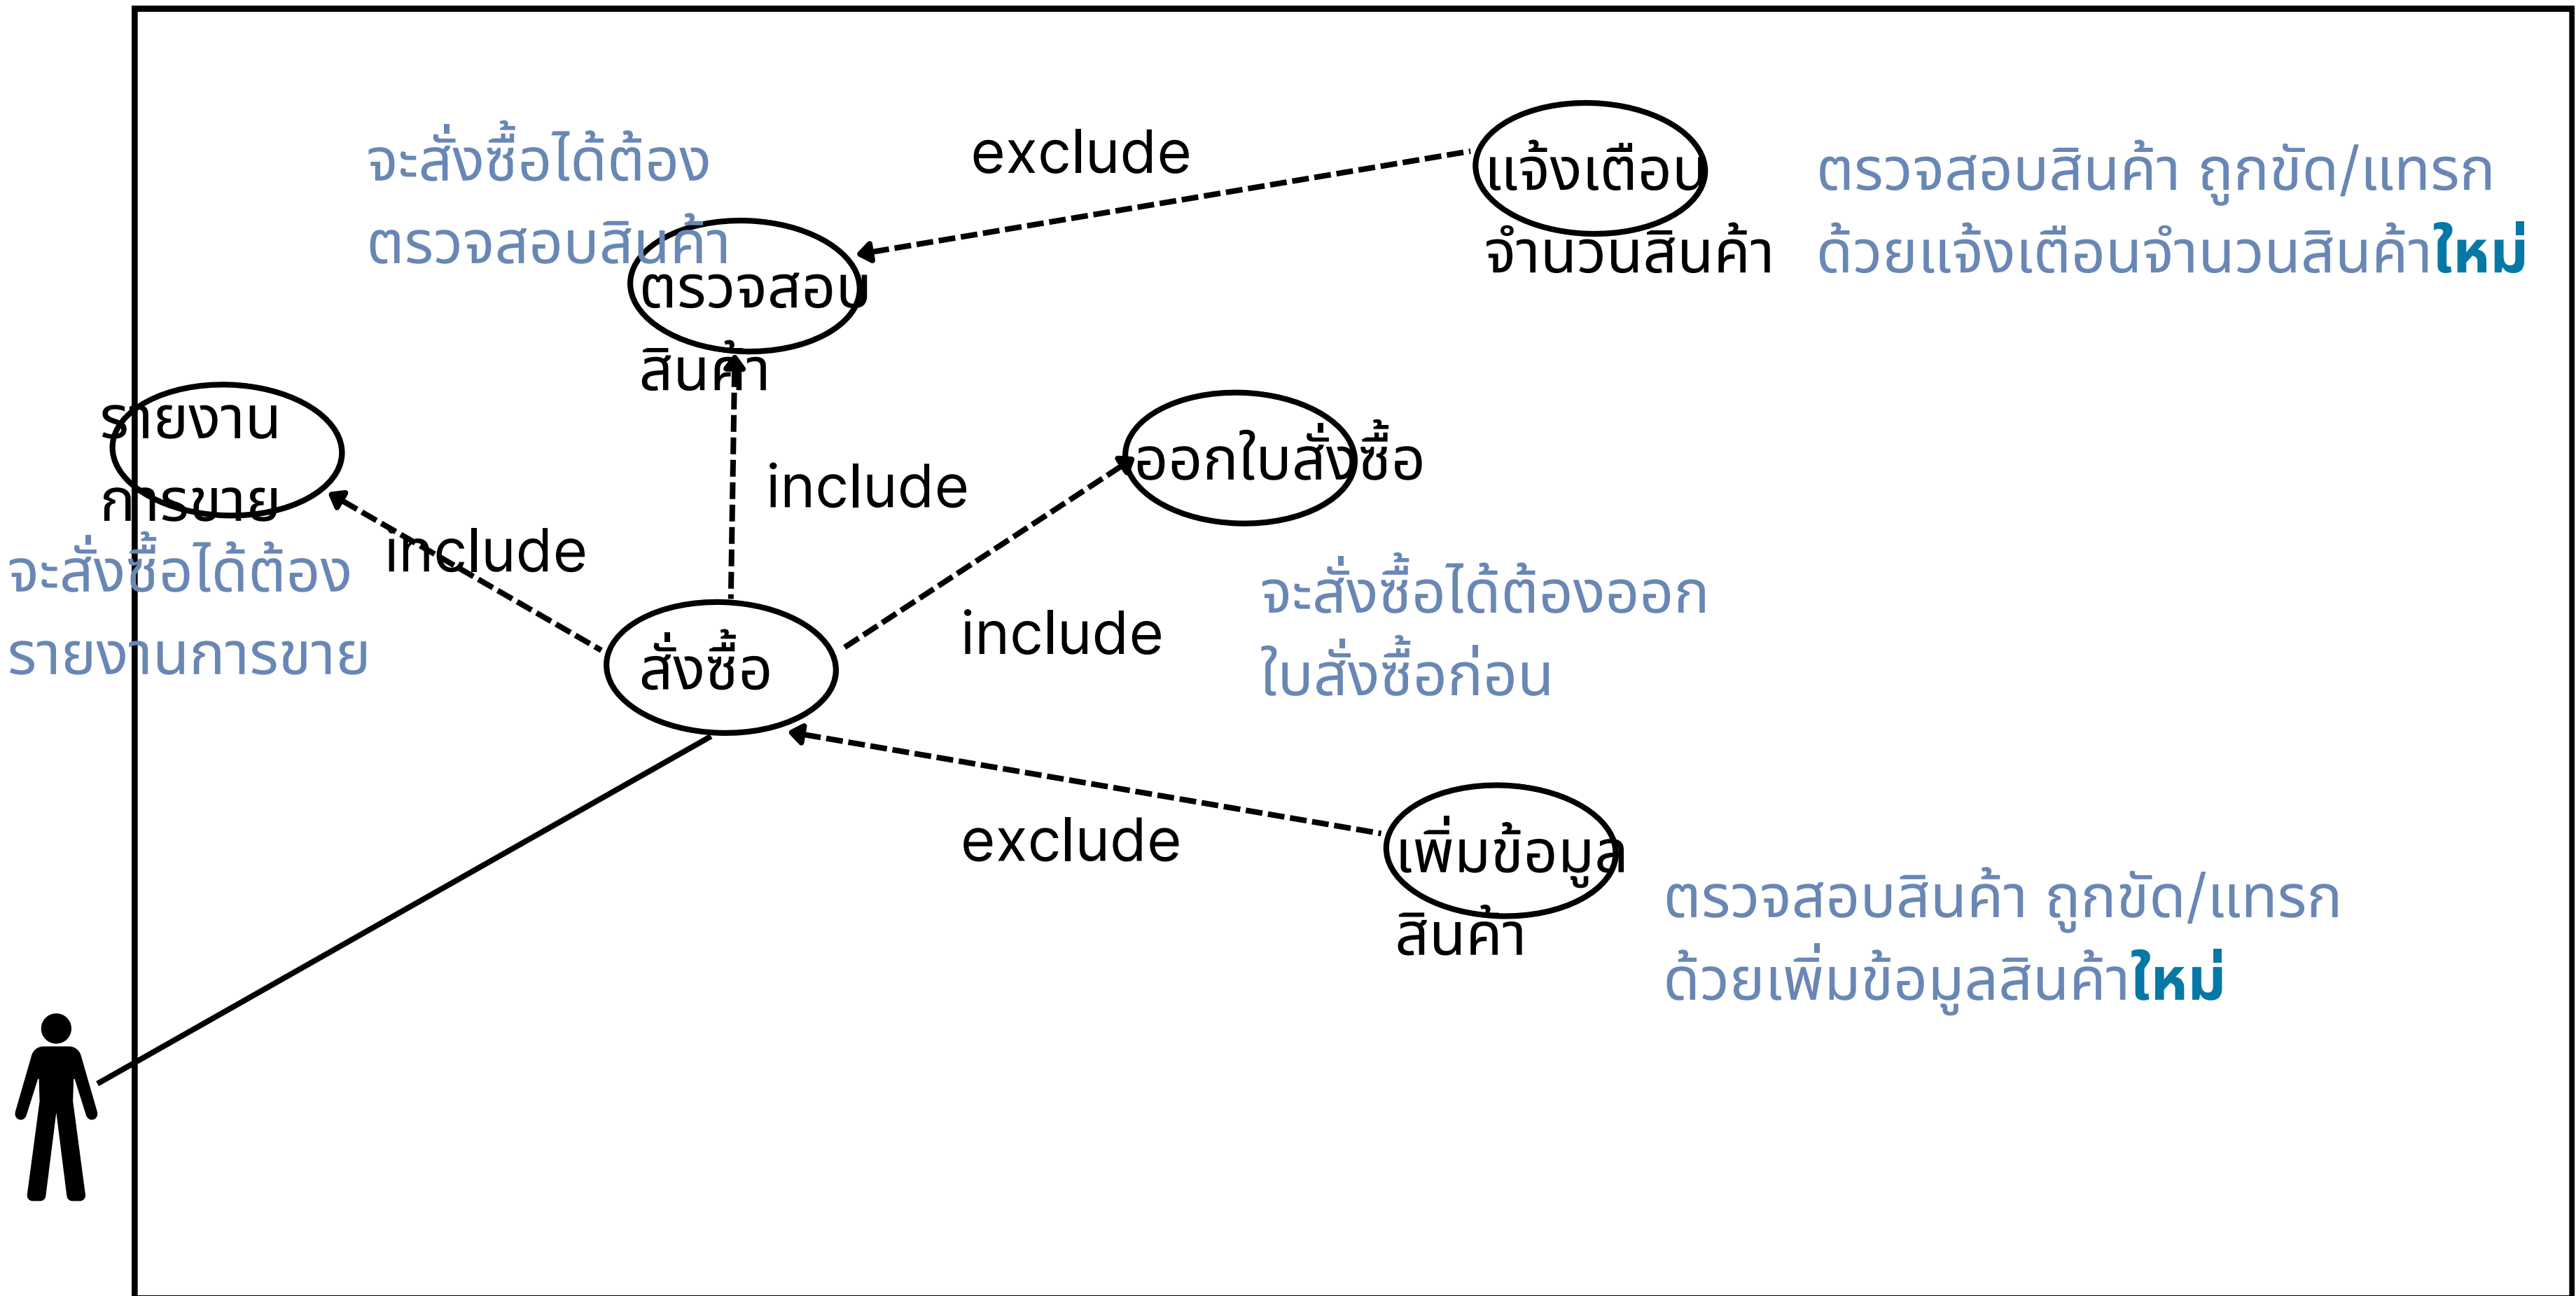 จะสั่งซื้อได้ต้อง
ตรวจสอบสินค้า
exclude
แจ้งเตือน
จำนวนสินค้า
ตรวจสอบสินค้า ถูกขัด/แทรก
ด้วยแจ้งเตือนจำนวนสินค้าใหม่
ตรวจสอบ
สินค้า
รายงาน
การขาย
จะสั่งซื้อได้ต้อง
รายงานการขาย
include
include
ออกใบสั่งซื้อ
include
จะสั่งซื้อได้ต้องออก
ใบสั่งซื้อก่อน
สั่งซื้อ
exclude
เพิ่มข้อมูล
สินค้า
ตรวจสอบสินค้า ถูกขัด/แทรก
ด้วยเพิ่มข้อมูลสินค้าใหม่